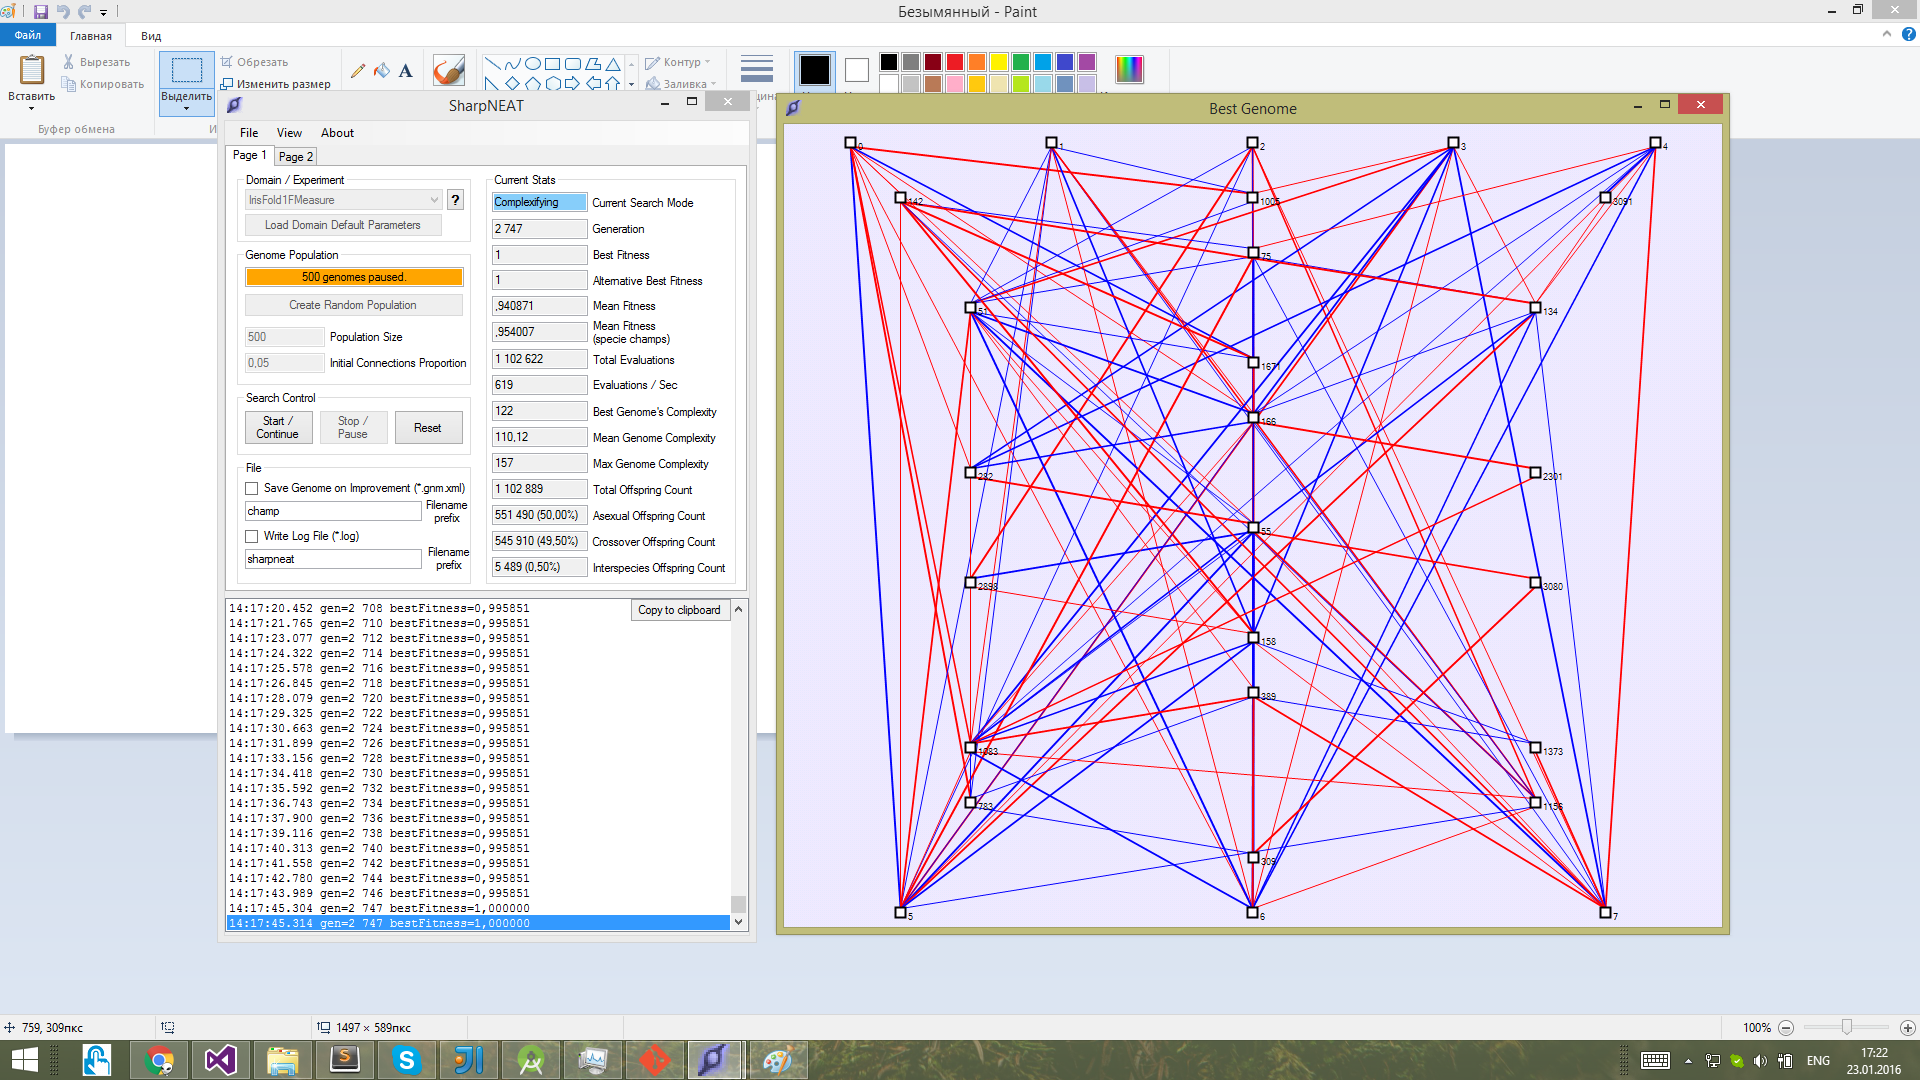 Безымянный - Paint
Файл
Главная
Вид
Вставить
Вырезать
Копировать
Буфер обмена
Выделить
Обрезать
Изменить размер
A
Контур
Заливка
SharpNEAT
File View About
Page 1 Page 2
Domain / Experiment
IrisFold1FMeasure
?
Load Domain Default Parameters
Genome Population
500 genomes paused.
Create Random Population
500 Population Size
0,05 Initial Connections Proportion
Search Control
Start / Continue
Stop / Pause
Reset
File
Save Genome on Improvement (*.gnm.xml)
champ Filename prefix
Write Log File (*.log)
sharpneat Filename prefix
Current Stats
Complexifying Current Search Mode
2 747 Generation
1 Best Fitness
1 Alternative Best Fitness
,940871 Mean Fitness
,954007 Mean Fitness (specie champs)
1 102 622 Total Evaluations
619 Evaluations / Sec
122 Best Genome's Complexity
110,12 Mean Genome Complexity
157 Max Genome Complexity
1 102 889 Total Offspring Count
551 490 (50,00%) Asexual Offspring Count
545 910 (49,50%) Crossover Offspring Count
5 489 (0,50%) Interspecies Offspring Count
Copy to clipboard
14:17:20.452 gen=2 708 bestFitness=0,995851
14:17:21.765 gen=2 710 bestFitness=0,995851
14:17:23.077 gen=2 712 bestFitness=0,995851
14:17:24.322 gen=2 714 bestFitness=0,995851
14:17:25.578 gen=2 716 bestFitness=0,995851
14:17:26.845 gen=2 718 bestFitness=0,995851
14:17:28.079 gen=2 720 bestFitness=0,995851
14:17:29.325 gen=2 722 bestFitness=0,995851
14:17:30.663 gen=2 724 bestFitness=0,995851
14:17:31.899 gen=2 726 bestFitness=0,995851
14:17:33.156 gen=2 728 bestFitness=0,995851
14:17:34.418 gen=2 730 bestFitness=0,995851
14:17:35.592 gen=2 732 bestFitness=0,995851
14:17:36.743 gen=2 734 bestFitness=0,995851
14:17:37.900 gen=2 736 bestFitness=0,995851
14:17:39.116 gen=2 738 bestFitness=0,995851
14:17:40.313 gen=2 740 bestFitness=0,995851
14:17:41.558 gen=2 742 bestFitness=0,995851
14:17:42.780 gen=2 744 bestFitness=0,995851
14:17:43.989 gen=2 746 bestFitness=0,995851
14:17:45.304 gen=2 747 bestFitness=1,000000
14:17:45.314 gen=2 747 bestFitness=1,000000
Best Genome
0 1 2 3 4
142 1005 3091
75
51 134
1671
166
282 2301
55
2898 3080
158
389
1083 1373
783 1156
309
5 6 7
759, 309пкс
1497 × 589пкс
100%
ENG
17:22
23.01.2016